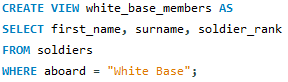 CREATE VIEW white_base_members AS
SELECT first_name, surname, soldier_rank
FROM soldiers
WHERE aboard = "White Base";